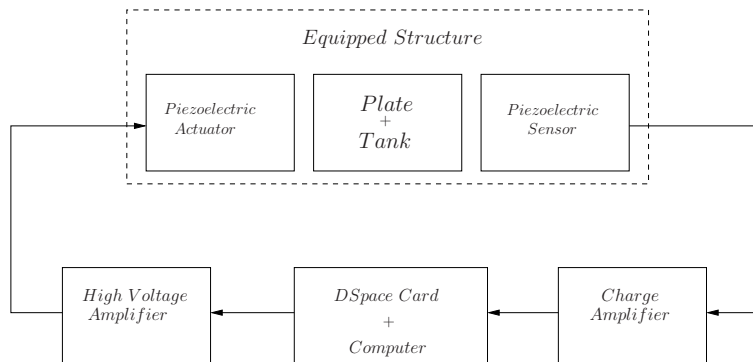 Equipped Structure
Piezoelectric
Actuator
Plate
+
Tank
Piezoelectric
Sensor
High Voltage
Amplifier
DSpace Card
+
Computer
Charge
Amplifier